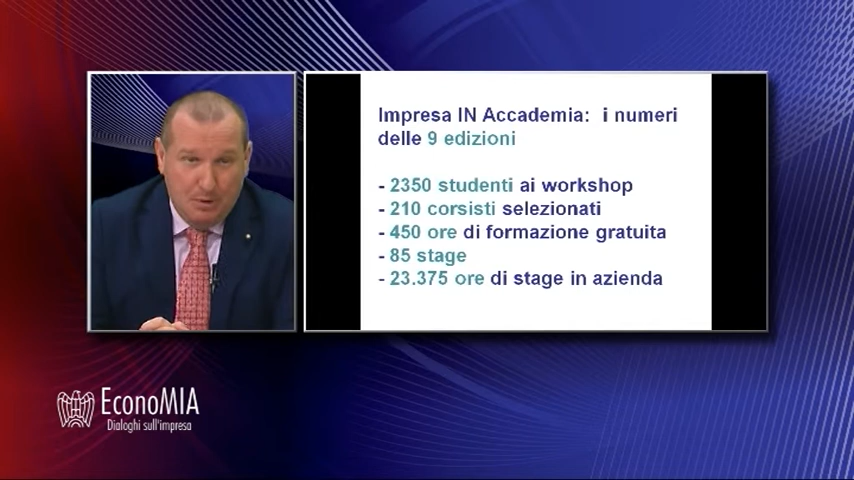 Impresa IN Accademia: i numeri
delle 9 edizioni
- 2350 studenti ai workshop
- 210 corsisti selezionati
- 450 ore di formazione gratuita
- 85 stage
- 23.375 ore di stage in azienda
EconoMIA
Dialoghi sull'impresa